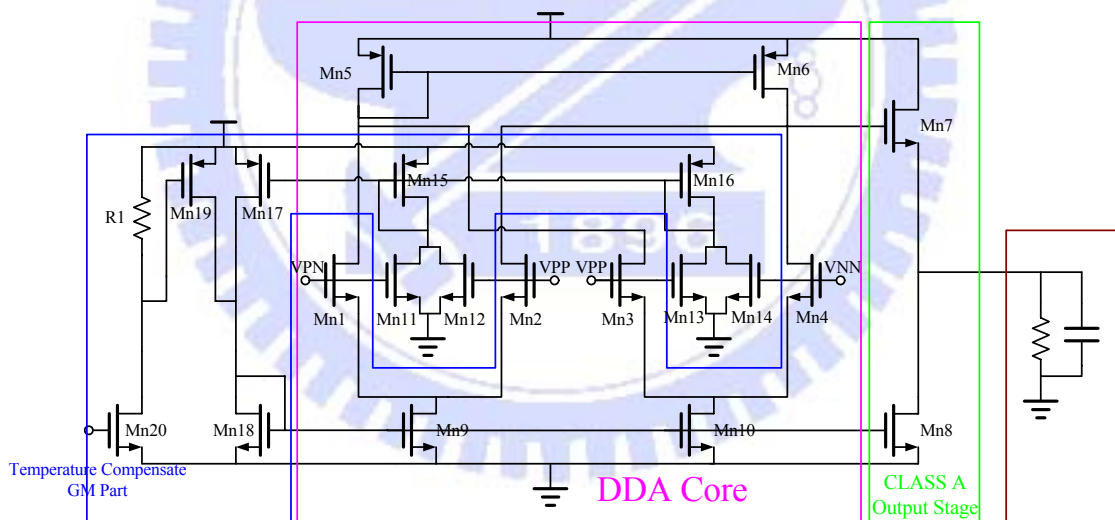 Mn5
Mn6
Mn7
Mn15
Mn16
R1
Mn19
Mn17
1896
VPN
VPP
VPP
VNN
Mn1
Mn11
Mn12
Mn2
Mn3
Mn13
Mn14
Mn4
Mn20
Mn18
Mn9
Mn10
Mn8
Temperature Compensate
GM Part
DDA Core
CLASS A
Output Stage